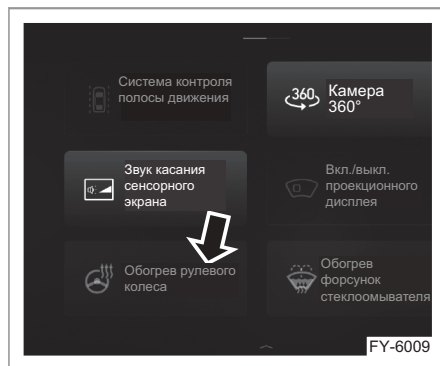 Система контроля
полосы движения
360
Камера
360°
Звук касания
сенсорного
экрана
Вкл./выкл.
проекционного
дисплея
Обогрев рулевого
колеса
Обогрев
форсунок
стеклоомывателя
FY-6009